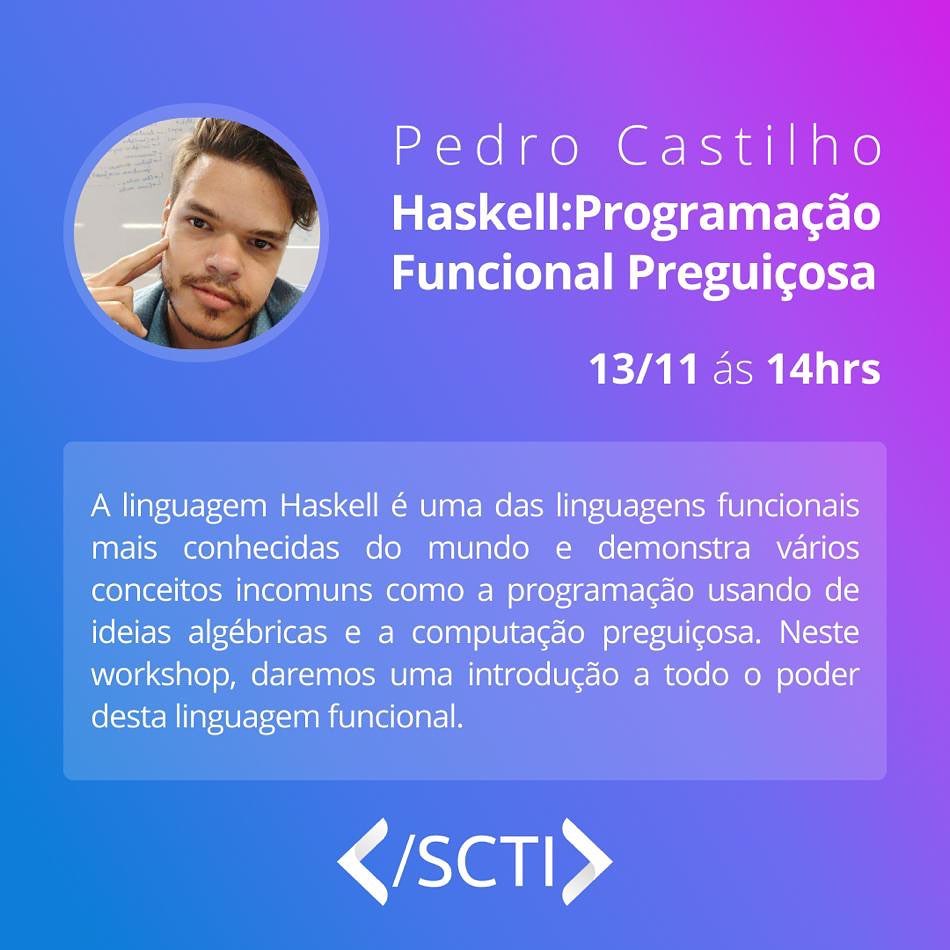 Pedro Castilho
Haskell:Programação
Funcional Preguiçosa
13/11 ás 14hrs
A linguagem Haskell é uma das linguagens funcionais
mais conhecidas do mundo e demonstra vários
conceitos incomuns como a programação usando de
ideias algébricas e a computação preguiçosa. Neste
workshop, daremos uma introdução a todo o poder
desta linguagem funcional.
</SCTI>